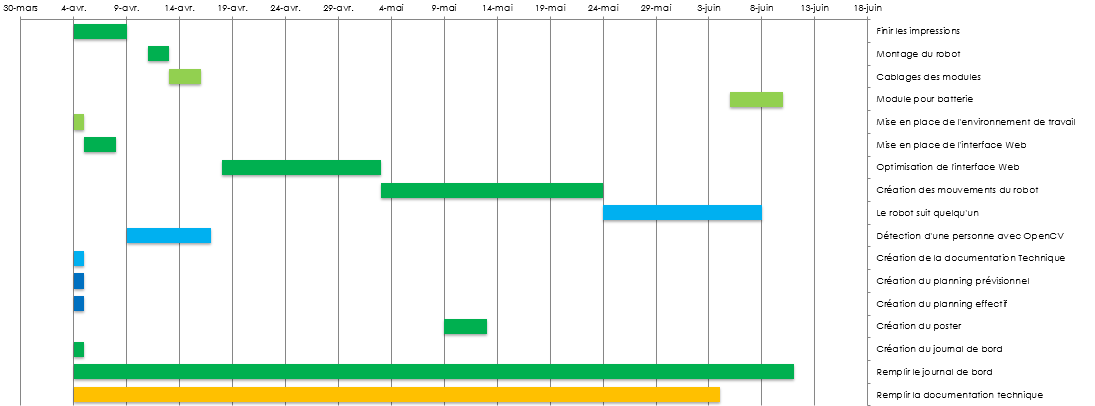 30-mars 4-avr. 9-avr. 14-avr. 19-avr. 24-avr. 29-avr. 4-mai 9-mai 14-mai 19-mai 24-mai 29-mai 3-juin 8-juin 13-juin 18-juin
Finir les impressions
Montage du robot
Cablages des modules
Module pour batterie
Mise en place de l'environnement de travail
Mise en place de l'interface Web
Optimisation de l'interface Web
Création des mouvements du robot
Le robot suit quelqu'un
Détection d'une personne avec OpenCV
Création de la documentation Technique
Création du planning prévisionnel
Création du planning effectif
Création du poster
Création du journal de bord
Remplir le journal de bord
Remplir la documentation technique